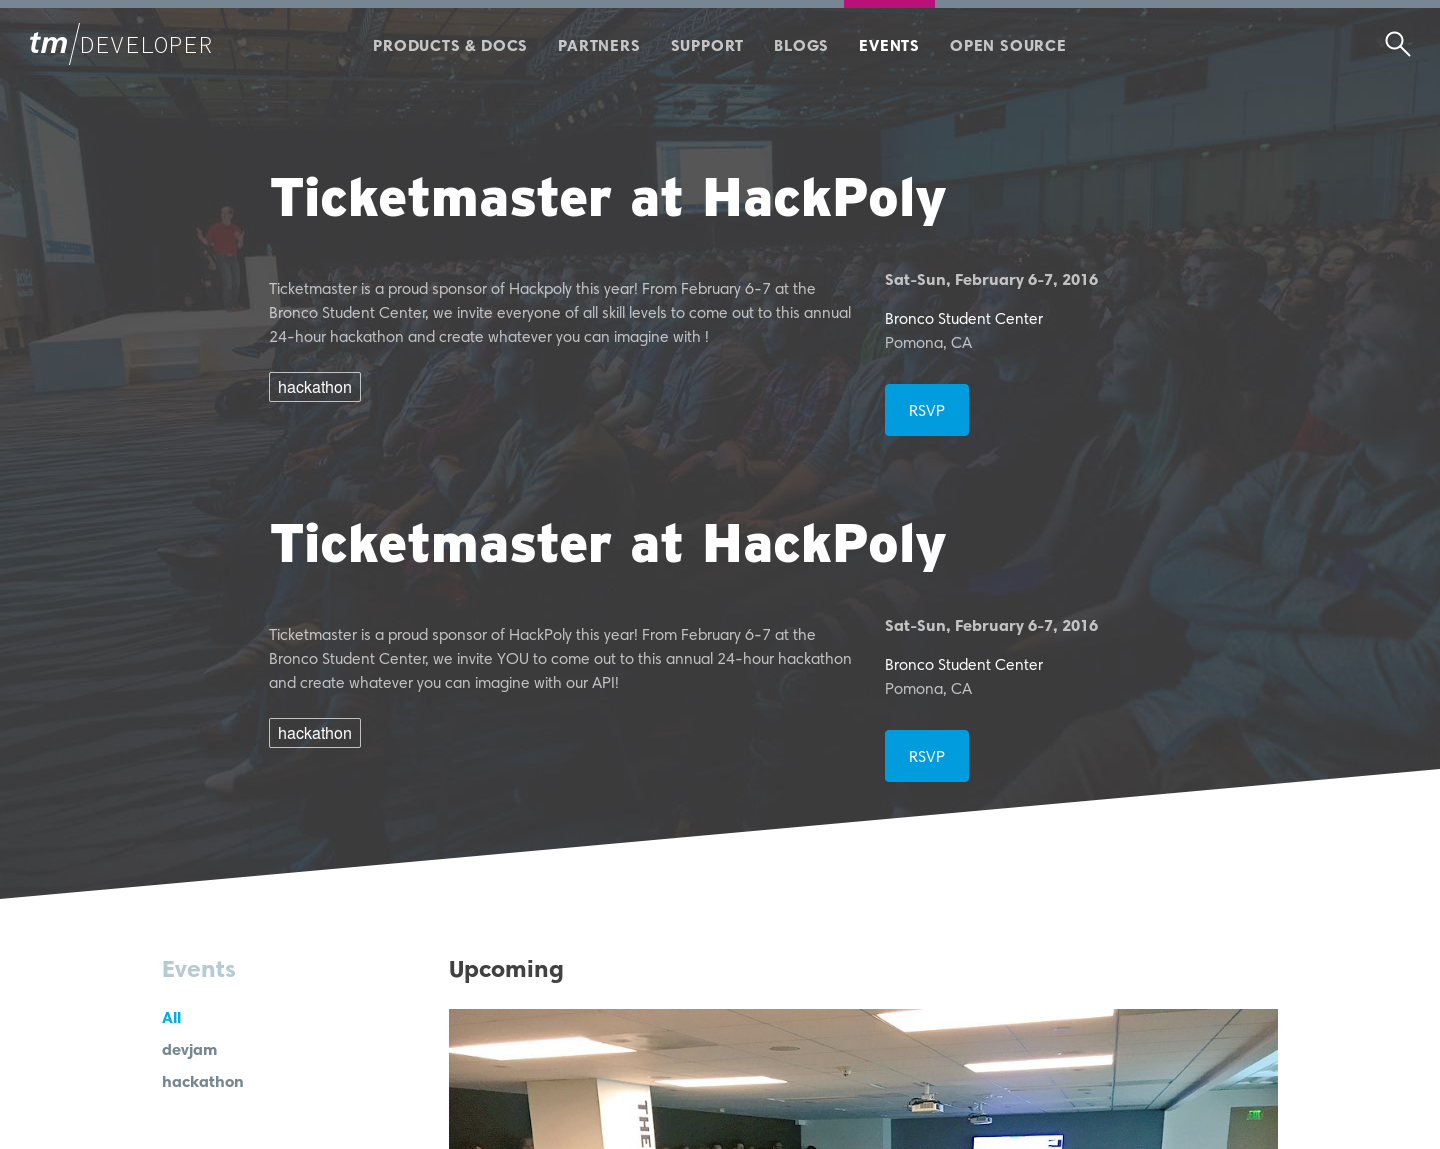 tm/DEVELOPER
PRODUCTS & DOCS PARTNERS SUPPORT BLOGS EVENTS OPEN SOURCE
Ticketmaster at HackPoly
Ticketmaster is a proud sponsor of Hackpoly this year! From February 6-7 at the
Bronco Student Center, we invite everyone of all skill levels to come out to this annual
24-hour hackathon and create whatever you can imagine with !
hackathon
Sat-Sun, February 6-7, 2016
Bronco Student Center
Pomona, CA
RSVP
Ticketmaster at HackPoly
Ticketmaster is a proud sponsor of HackPoly this year! From February 6-7 at the
Bronco Student Center, we invite YOU to come out to this annual 24-hour hackathon
and create whatever you can imagine with our API!
hackathon
Sat-Sun, February 6-7, 2016
Bronco Student Center
Pomona, CA
RSVP
Events
All
devjam
hackathon
Upcoming
THE
EXIT